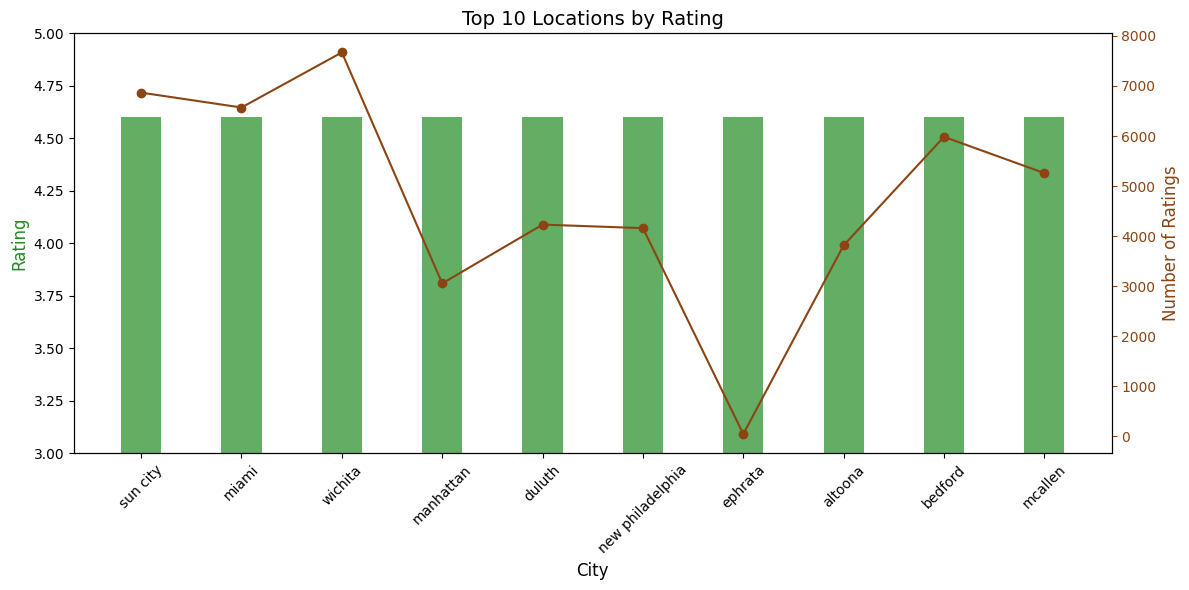 Top 10 Locations by Rating
5.00
4.75
4.50
4.25
4.00
3.75
3.50
3.25
3.00
Rating
8000
7000
6000
5000
4000
3000
2000
1000
0
Number of Ratings
sun city
miami
wichita
manhattan
duluth
new philadelphia
ephrata
altoona
bedford
mcallen
City